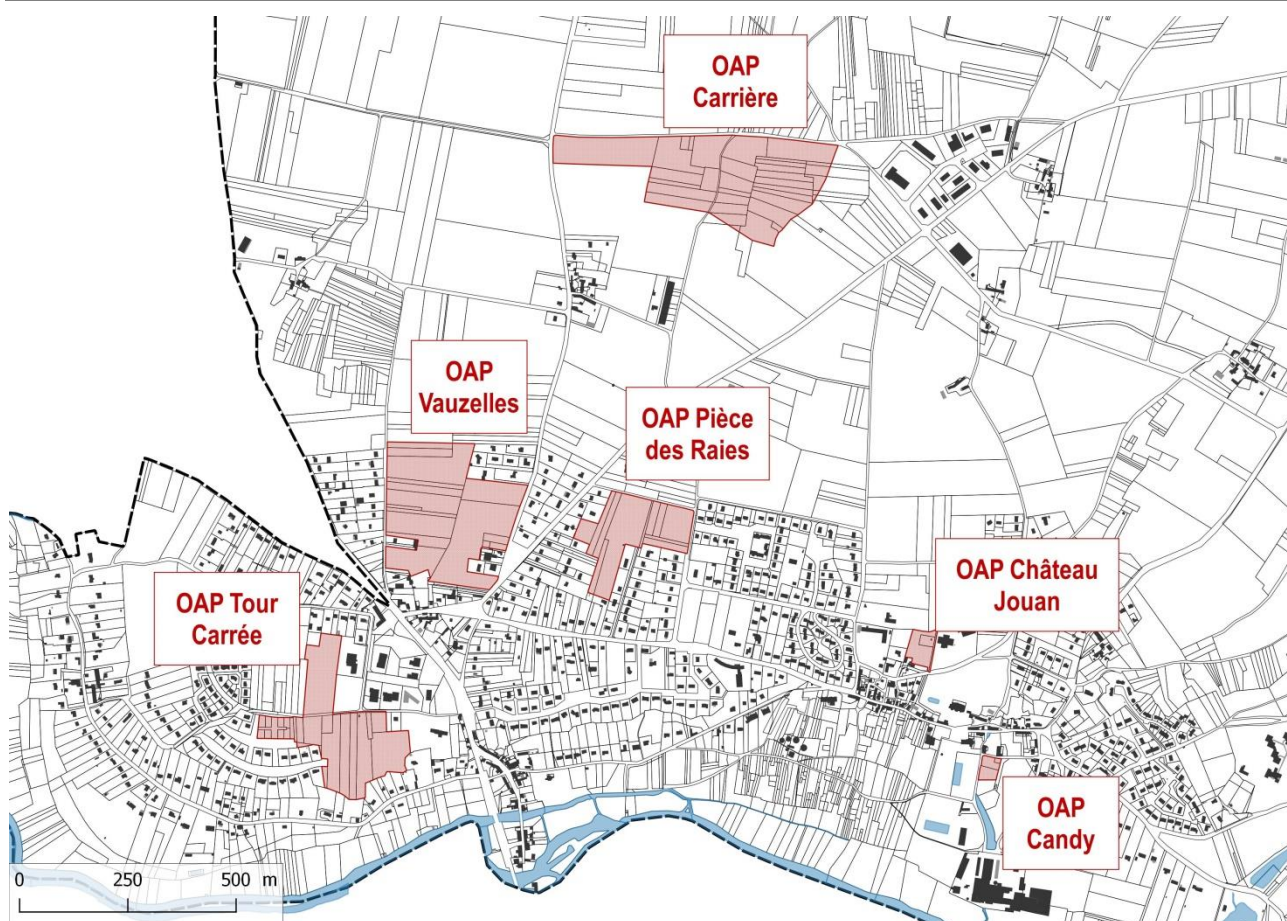 OAP
Carrière
OAP
Vauzelles
OAP Pièce
des Raies
OAP Château
Jouan
OAP Tour
Carrée
OAP
Candy
0 250 500 m